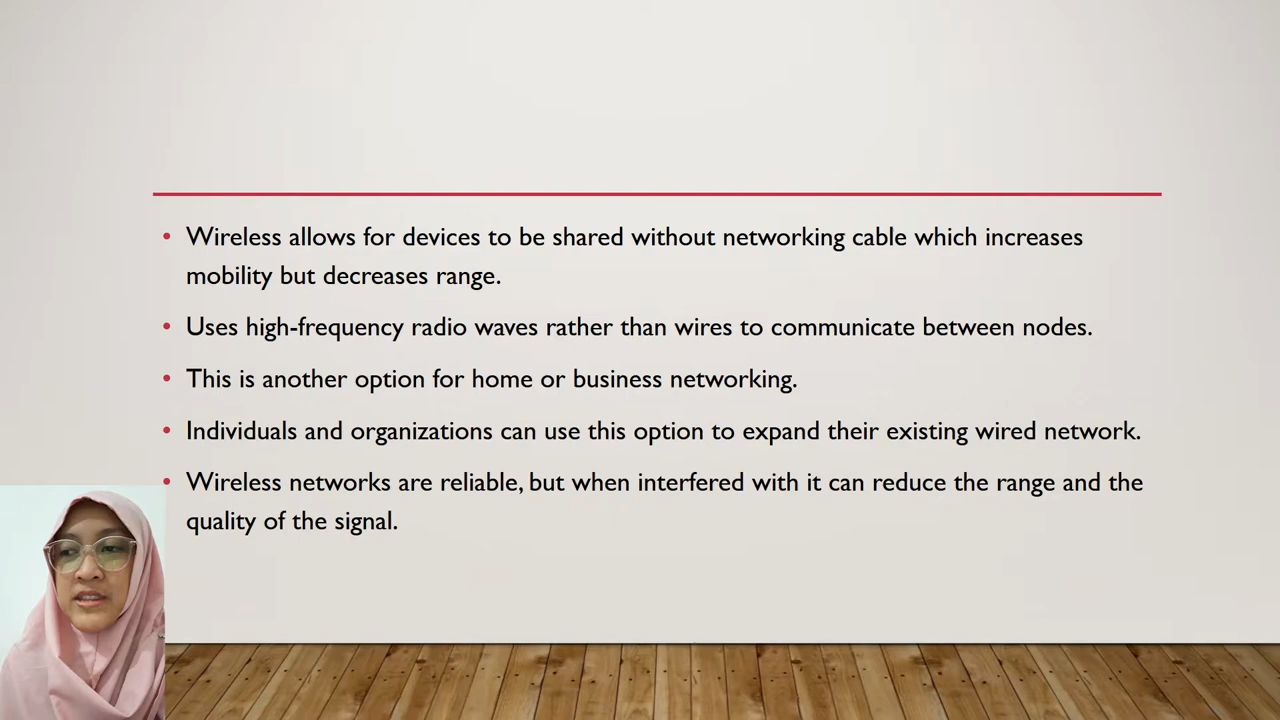 • Wireless allows for devices to be shared without networking cable which increases
mobility but decreases range.
• Uses high-frequency radio waves rather than wires to communicate between nodes.
• This is another option for home or business networking.
• Individuals and organizations can use this option to expand their existing wired network.
• Wireless networks are reliable, but when interfered with it can reduce the range and the
quality of the signal.